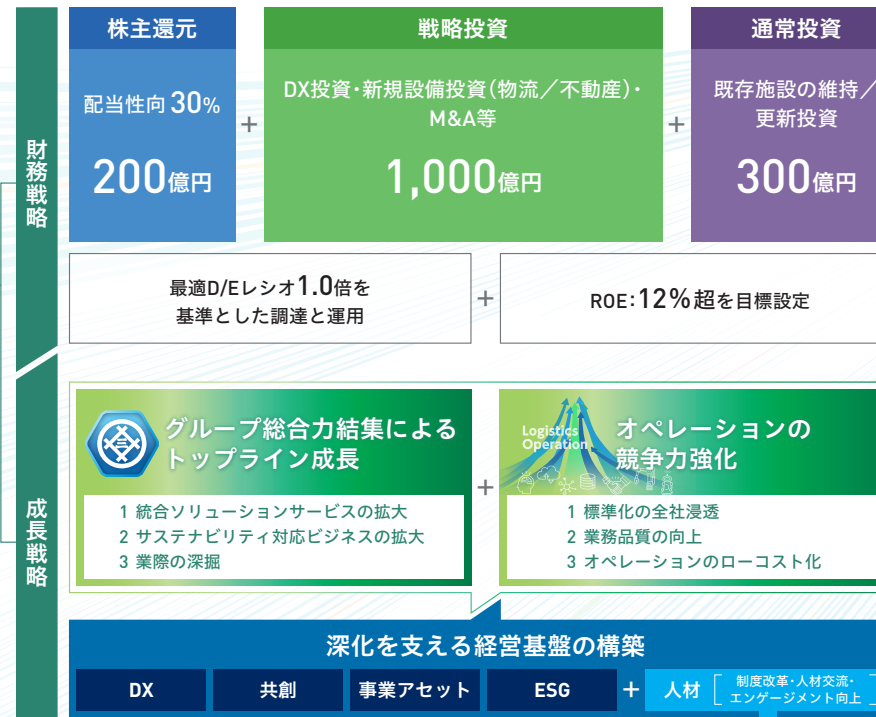 財務戦略
株主還元
配当性向 30%
200億円
+
戦略投資
DX投資・新規設備投資(物流／不動産)・
M&A等
1,000億円
+
通常投資
既存施設の維持／
更新投資
300億円
最適D/Eレシオ1.0倍を
基準とした調達と運用
+
ROE：12%超を目標設定
成長戦略
グループ総合力結集による
トップライン成長
1 統合ソリューションサービスの拡大
2 サステナビリティ対応ビジネスの拡大
3 業際の深掘
+
Logistics
Operation
オペレーションの
競争力強化
1 標準化の全社浸透
2 業務品質の向上
3 オペレーションのローコスト化
深化を支える経営基盤の構築
DX
共創
事業アセット
ESG
+
人材
制度改革・人材交流・
エンゲージメント向上